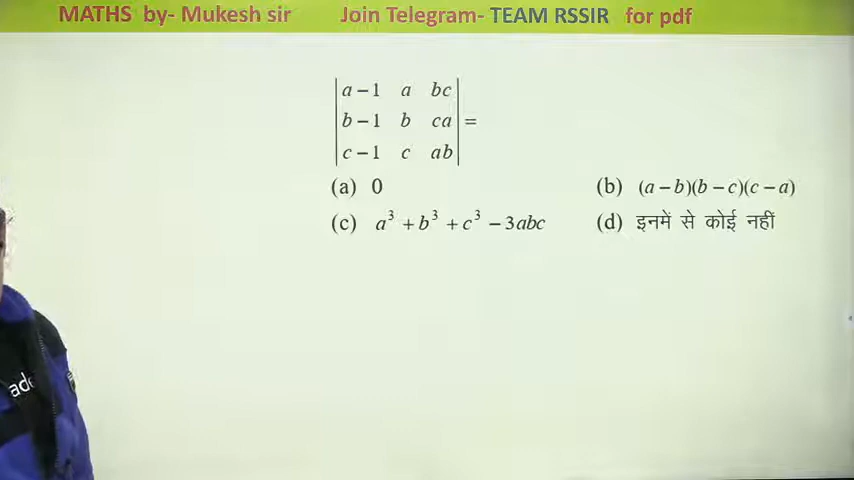 MATHS by- Mukesh sir Join Telegram- TEAM RSSIR for pdf
| a − 1 a bc |
| b − 1 b ca | =
| c − 1 c ab |
(a) 0 (b) (a − b)(b − c)(c − a)
(c) a³ + b³ + c³ − 3abc (d) इनमें से कोई नहीं
ade